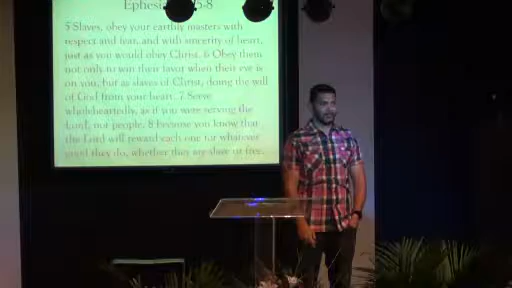 Ephesians 5-8
5 Slaves, obey your earthly masters with
respect and fear, and with sincerity of heart,
just as you would obey Christ. 6 Obey them
not only to win their favor when their eye is
on you, but as slaves of Christ, doing the will
of God from your heart. 7 Serve
wholeheartedly, as if you were serving the
Lord, not people, 8 because you know that
the Lord will reward each one for whatever
good they do, whether they are slave or free.